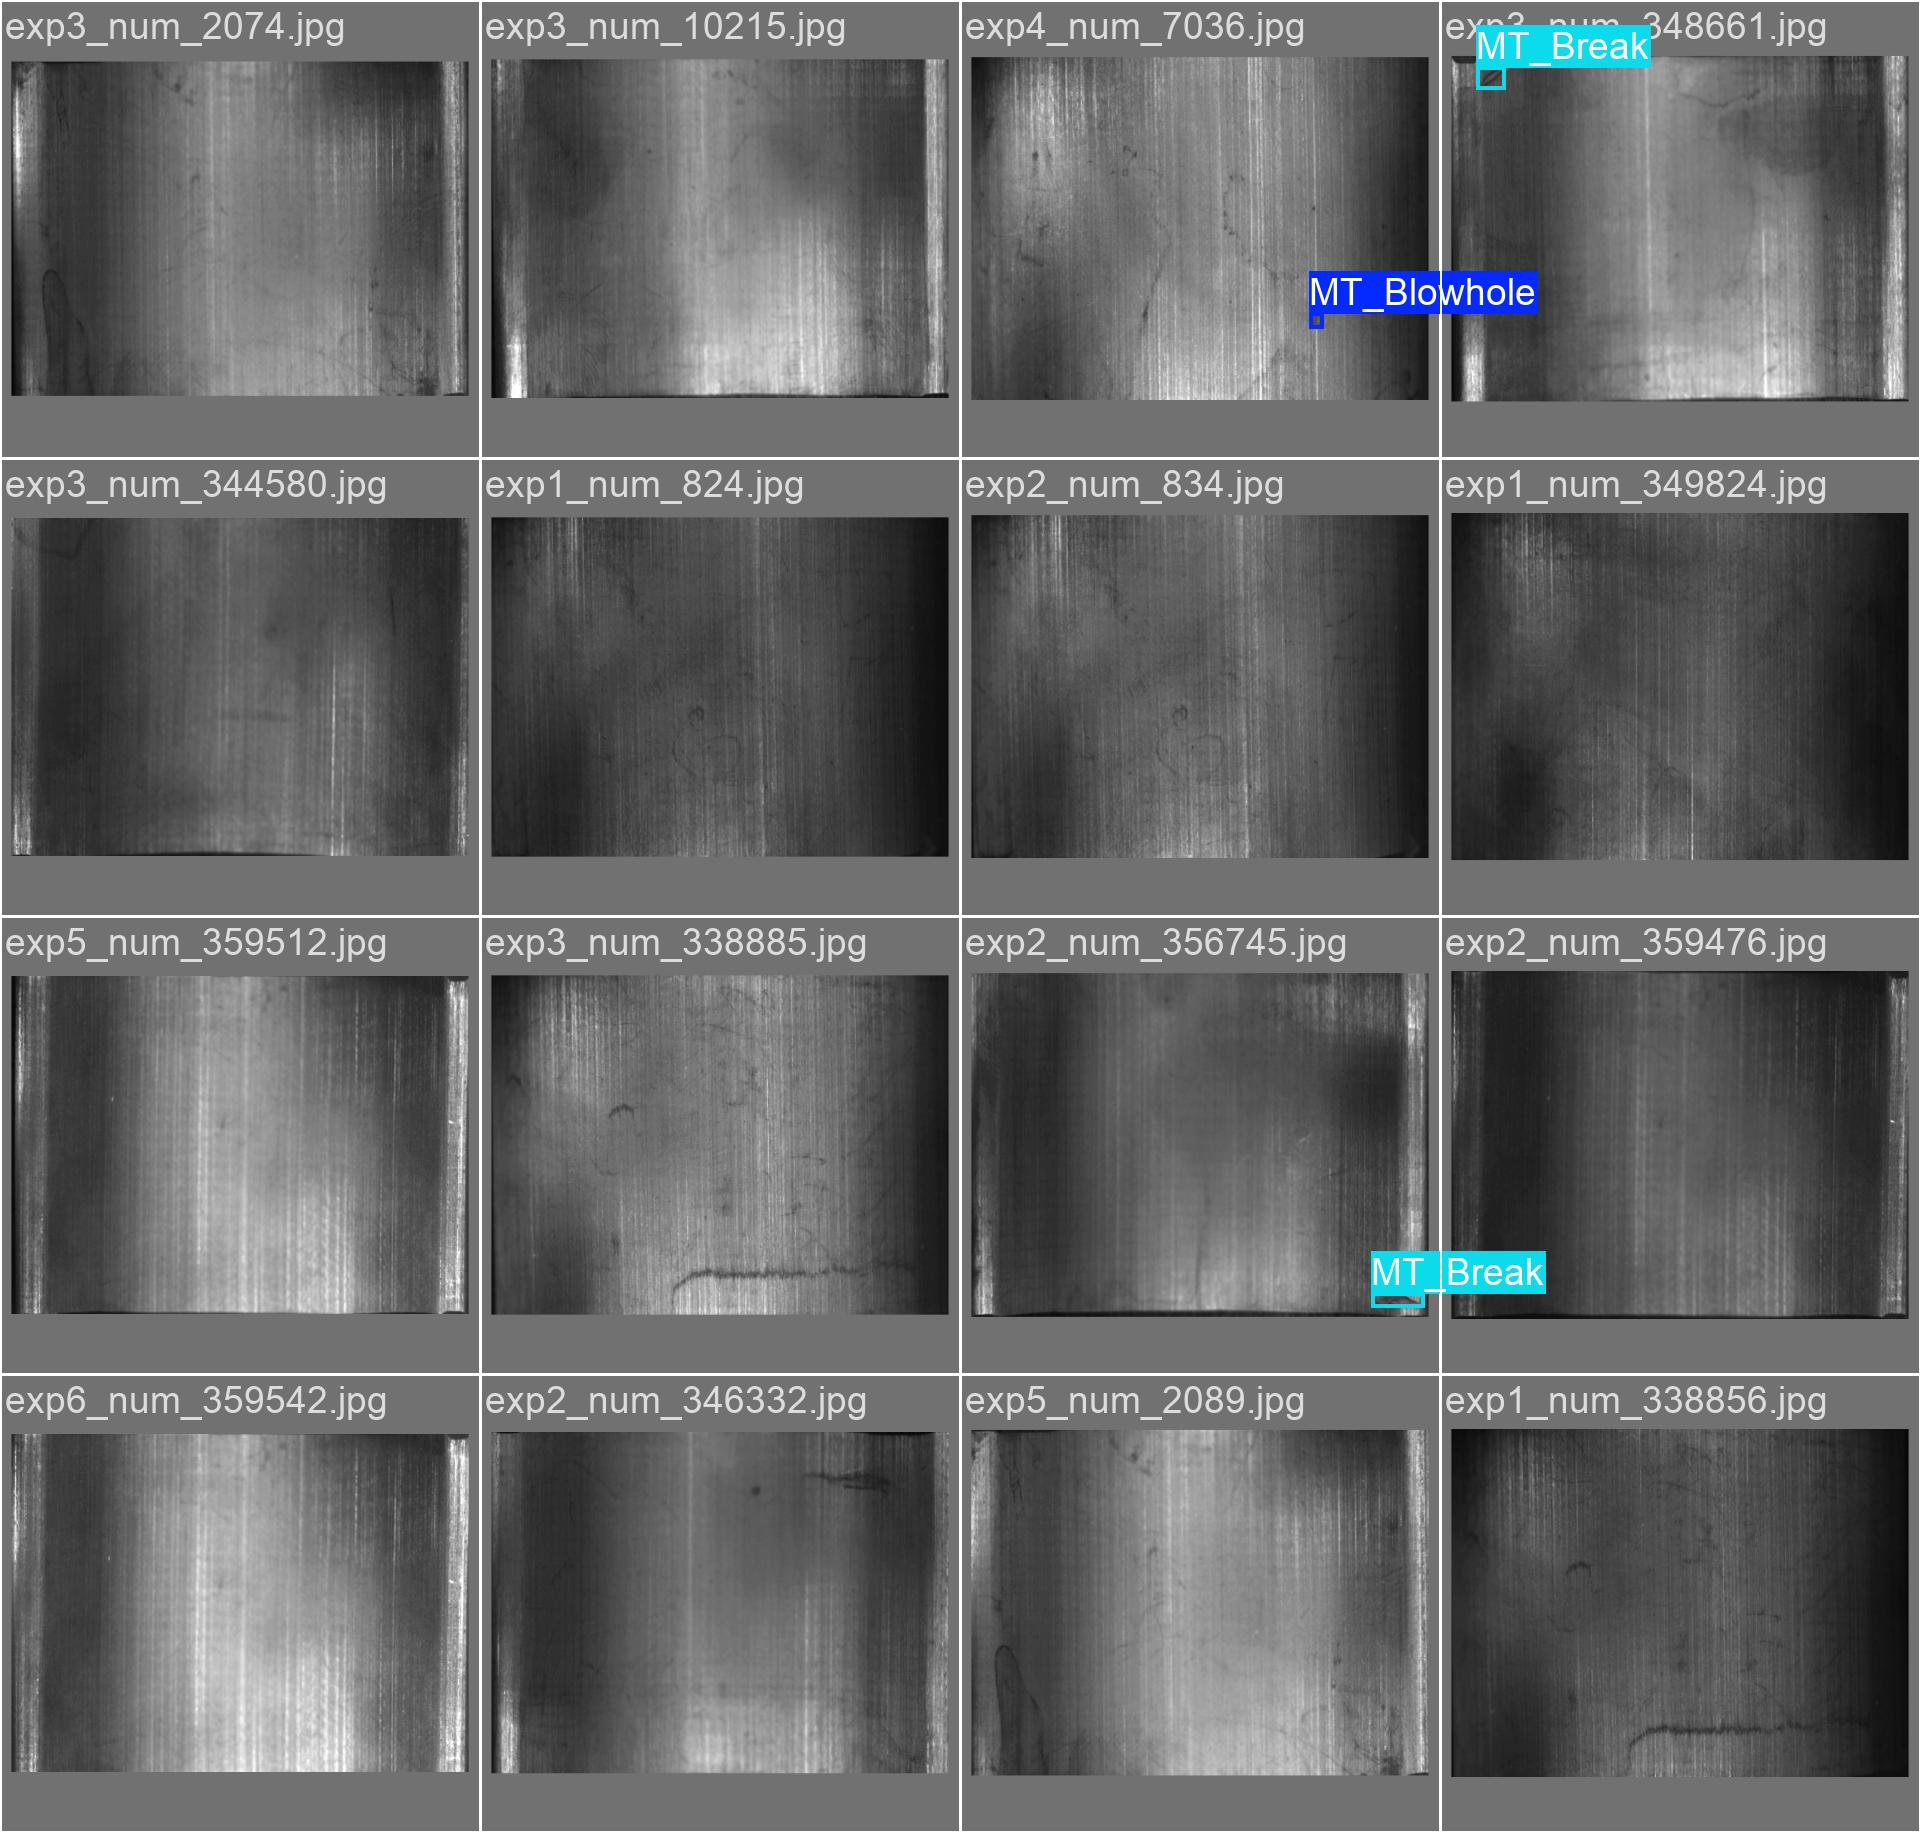 exp3_num_2074.jpg
exp3_num_10215.jpg
exp4_num_7036.jpg
exp3_num_348661.jpg
MT_Break
MT_Blowhole
exp3_num_344580.jpg
exp1_num_824.jpg
exp2_num_834.jpg
exp1_num_349824.jpg
exp5_num_359512.jpg
exp3_num_338885.jpg
exp2_num_356745.jpg
exp2_num_359476.jpg
MT_Break
exp6_num_359542.jpg
exp2_num_346332.jpg
exp5_num_2089.jpg
exp1_num_338856.jpg